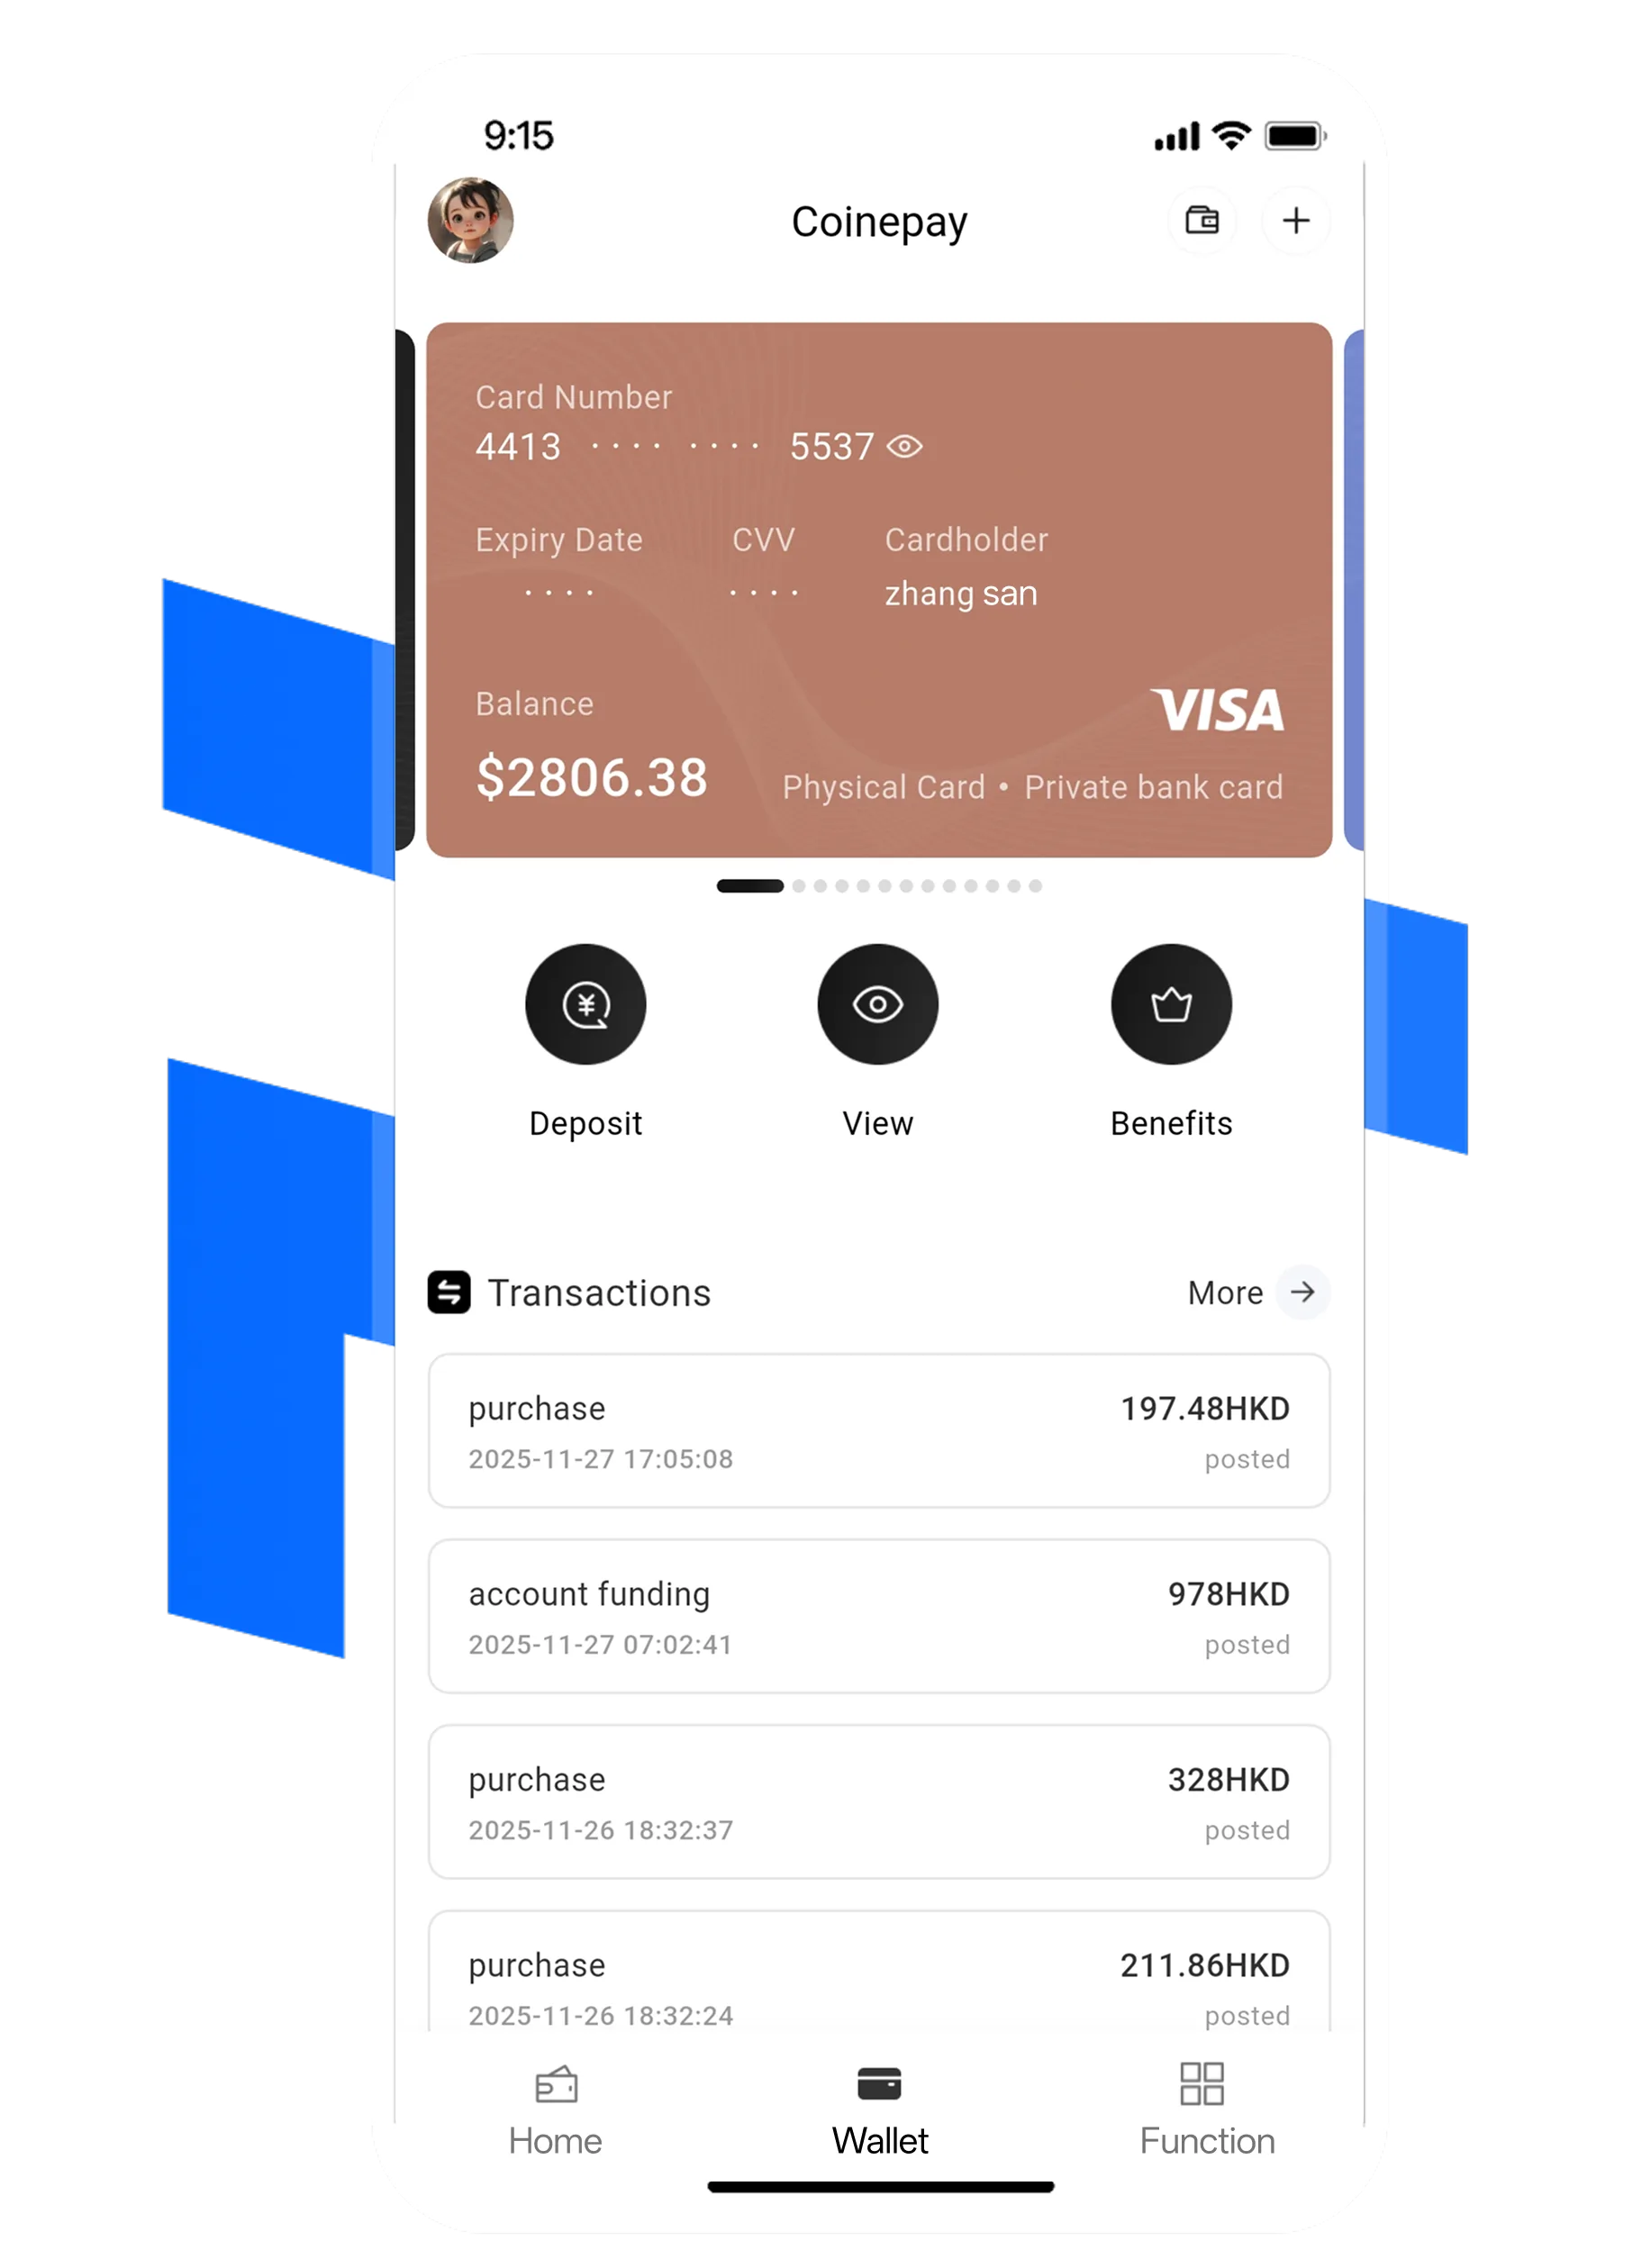 9:15
Coinepay
Card Number
4413 ···· ···· 5537
Expiry Date CVV Cardholder
···· ···· zhang san
Balance
VISA
$2806.38 Physical Card • Private bank card
¥
Deposit View Benefits
Transactions More
purchase 197.48HKD
2025-11-27 17:05:08 posted
account funding 978HKD
2025-11-27 07:02:41 posted
purchase 328HKD
2025-11-26 18:32:37 posted
purchase 211.86HKD
2025-11-26 18:32:24 posted
Home Wallet Function